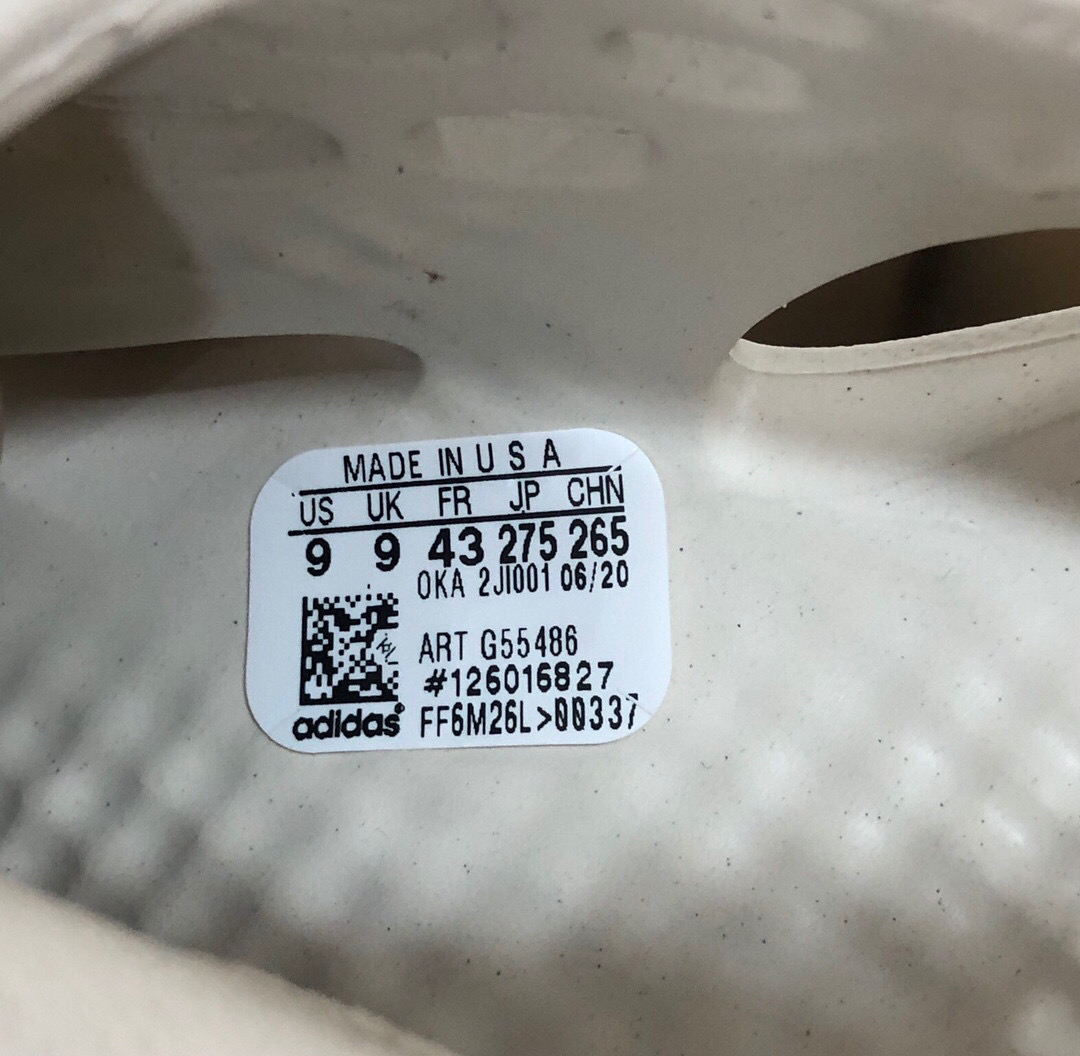 MADE IN U S A
US UK FR JP CHN
9 9 43 275 265
OKA 2JI001 06/20
ART G55486
#126016827
adidas® FF6M26L>00337